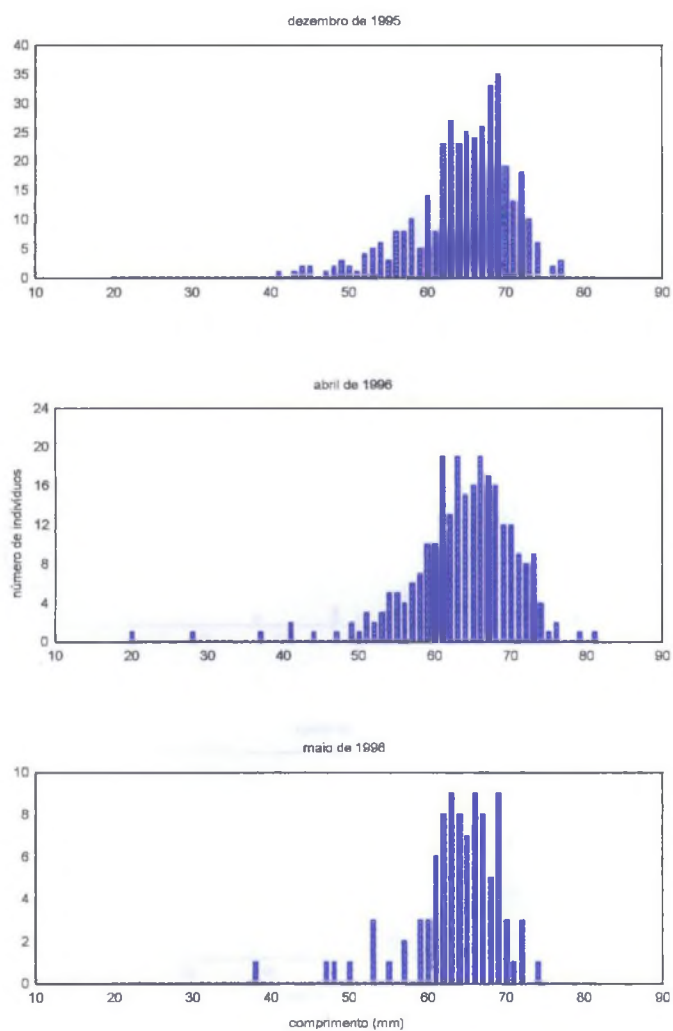 dezembro de 1995
40
35
30
25
20
15
10
5
0
10 20 30 40 50 60 70 80 90
abril de 1996
número de indivíduos
24
20
16
12
8
4
0
10 20 30 40 50 60 70 80 90
maio de 1996
10
8
6
4
2
0
10 20 30 40 50 60 70 80 90
comprimento (mm)